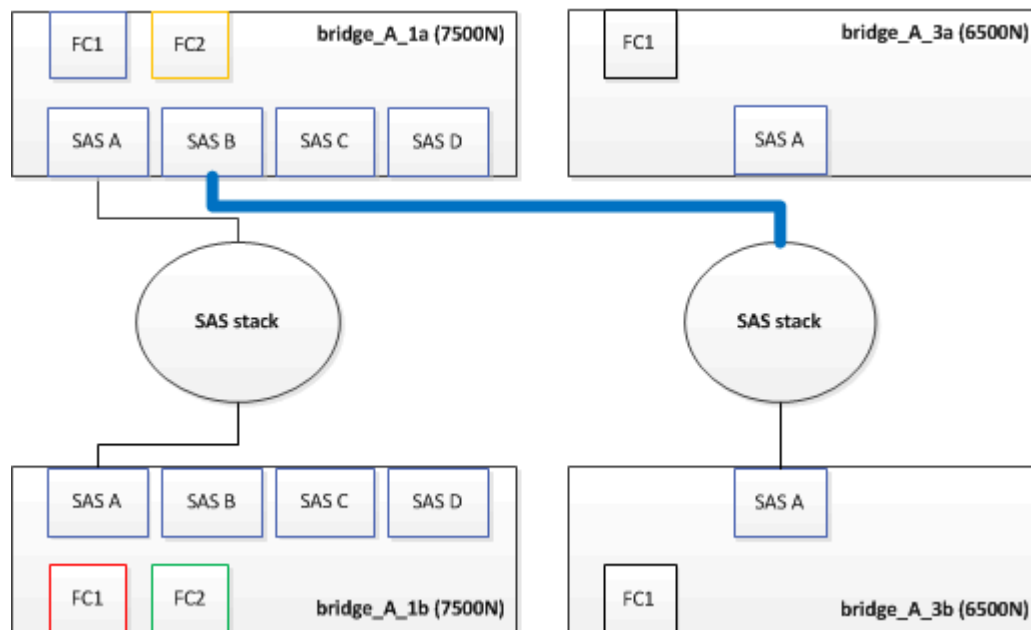 FC1
FC2
bridge_A_1a (7500N)
SAS A
SAS B
SAS C
SAS D
FC1
bridge_A_3a (6500N)
SAS A
SAS stack
SAS stack
SAS A
SAS B
SAS C
SAS D
FC1
FC2
bridge_A_1b (7500N)
SAS A
FC1
bridge_A_3b (6500N)